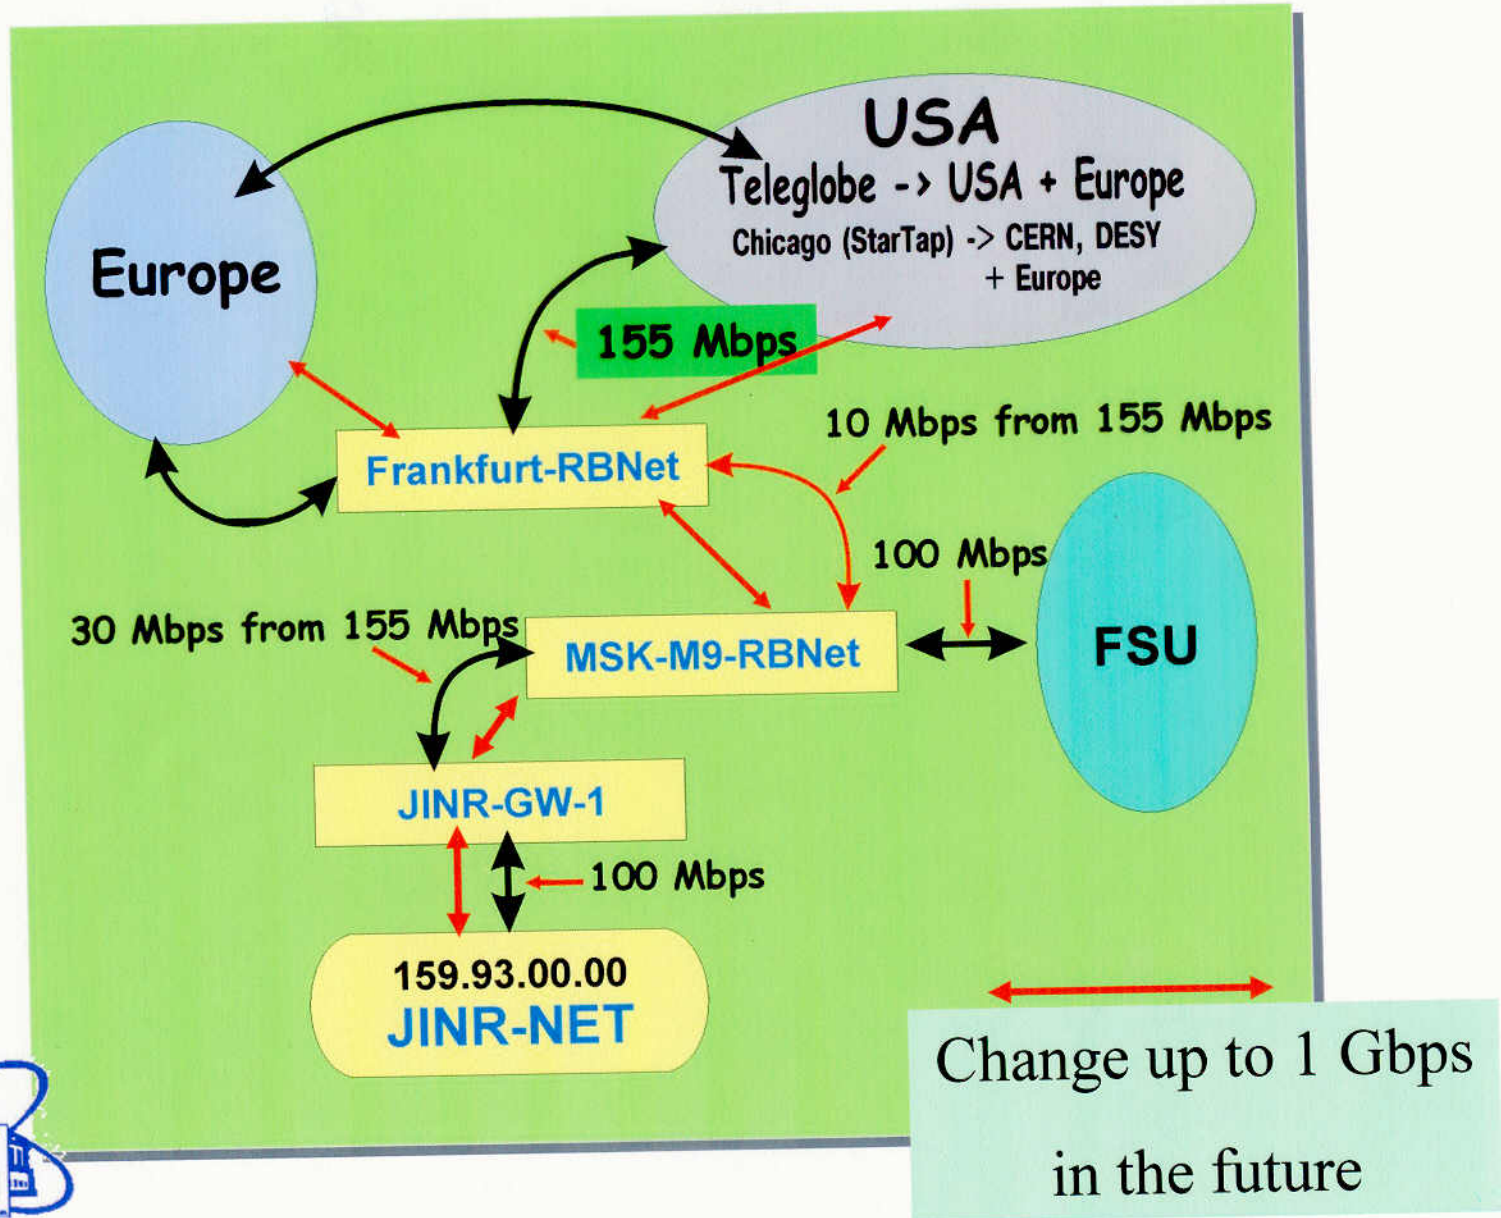 USA
Teleglobe -> USA + Europe
Chicago (StarTap) -> CERN, DESY
+ Europe
Europe
155 Mbps
10 Mbps from 155 Mbps
Frankfurt-RBNet
100 Mbps
30 Mbps from 155 Mbps
MSK-M9-RBNet
FSU
JINR-GW-1
100 Mbps
159.93.00.00
JINR-NET
Change up to 1 Gbps
in the future